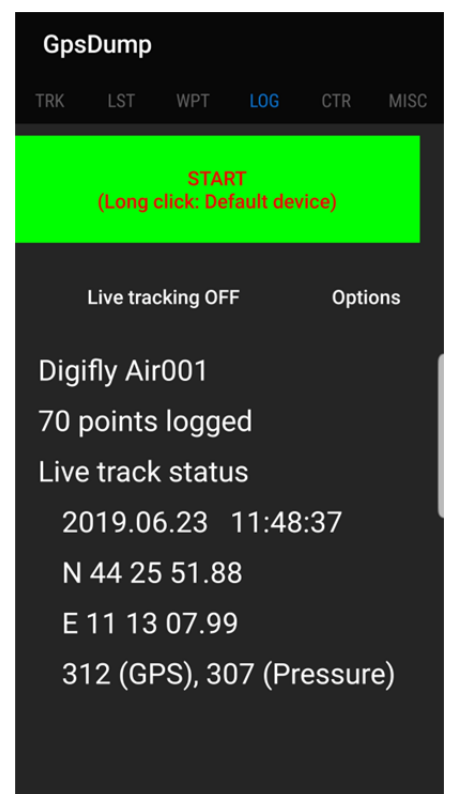 GpsDump
TRK LST WPT LOG CTR MISC
START
(Long click: Default device)
Live tracking OFF Options
Digifly Air001
70 points logged
Live track status
2019.06.23 11:48:37
N 44 25 51.88
E 11 13 07.99
312 (GPS), 307 (Pressure)